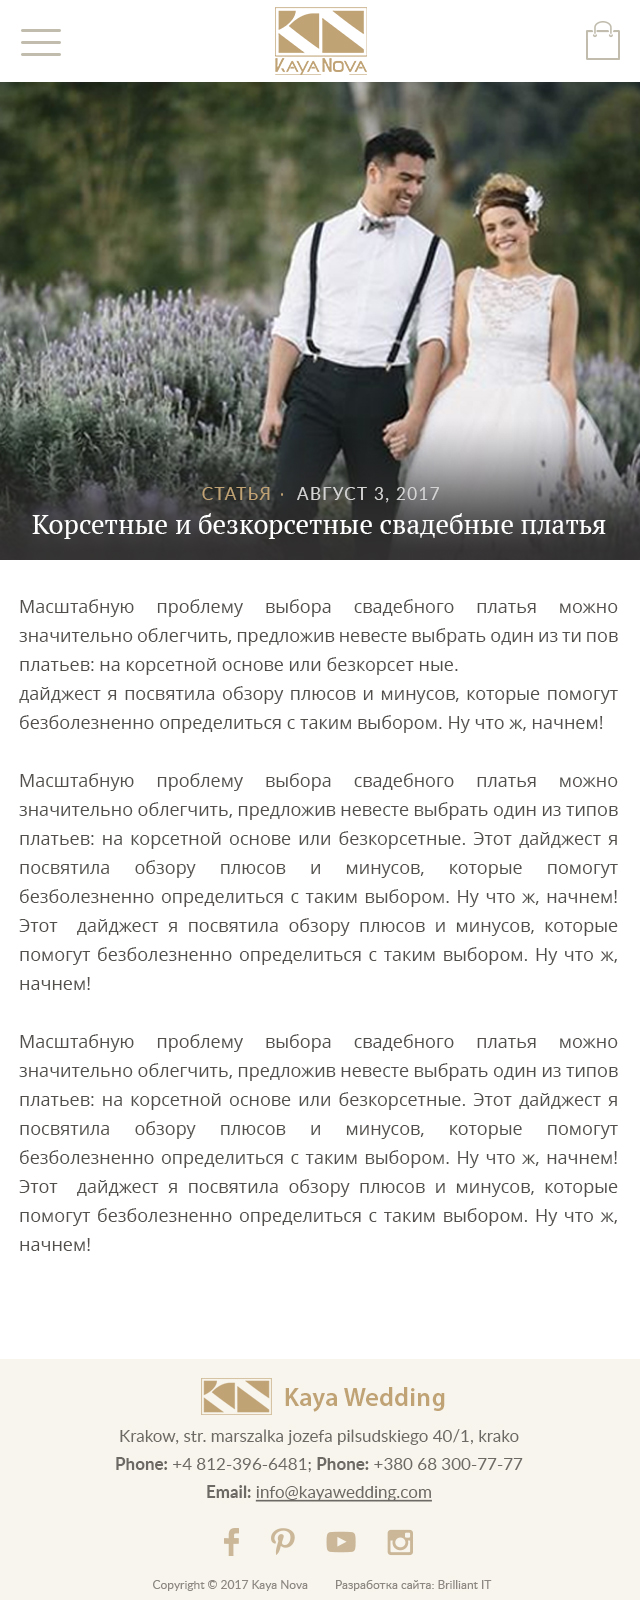 KAYA NOVA
СТАТЬЯ · АВГУСТ 3, 2017
Корсетные и безкорсетные свадебные платья
Масштабную проблему выбора свадебного платья можно
значительно облегчить, предложив невесте выбрать один из ти пов
платьев: на корсетной основе или безкорсет ные.
дайджест я посвятила обзору плюсов и минусов, которые помогут
безболезненно определиться с таким выбором. Ну что ж, начнем!
Масштабную проблему выбора свадебного платья можно
значительно облегчить, предложив невесте выбрать один из типов
платьев: на корсетной основе или безкорсетные. Этот дайджест я
посвятила обзору плюсов и минусов, которые помогут
безболезненно определиться с таким выбором. Ну что ж, начнем!
Этот дайджест я посвятила обзору плюсов и минусов, которые
помогут безболезненно определиться с таким выбором. Ну что ж,
начнем!
Масштабную проблему выбора свадебного платья можно
значительно облегчить, предложив невесте выбрать один из типов
платьев: на корсетной основе или безкорсетные. Этот дайджест я
посвятила обзору плюсов и минусов, которые помогут
безболезненно определиться с таким выбором. Ну что ж, начнем!
Этот дайджест я посвятила обзору плюсов и минусов, которые
помогут безболезненно определиться с таким выбором. Ну что ж,
начнем!
Kaya Wedding
Krakow, str. marszalka jozefa pilsudskiego 40/1, krako
Phone: +4 812-396-6481; Phone: +380 68 300-77-77
Email: info@kayawedding.com
Copyright © 2017 Kaya Nova Разработка сайта: Brilliant IT